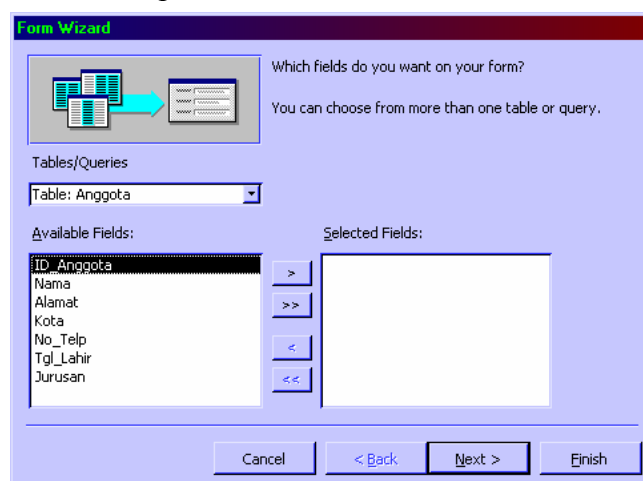 Form Wizard
Which fields do you want on your form?
You can choose from more than one table or query.
Tables/Queries
Table: Anggota
Available Fields:
Selected Fields:
ID_Anggota
Nama
Alamat
Kota
No_Telp
Tgl_Lahir
Jurusan
>
>>
<
<<
Cancel
< Back
Next >
Finish